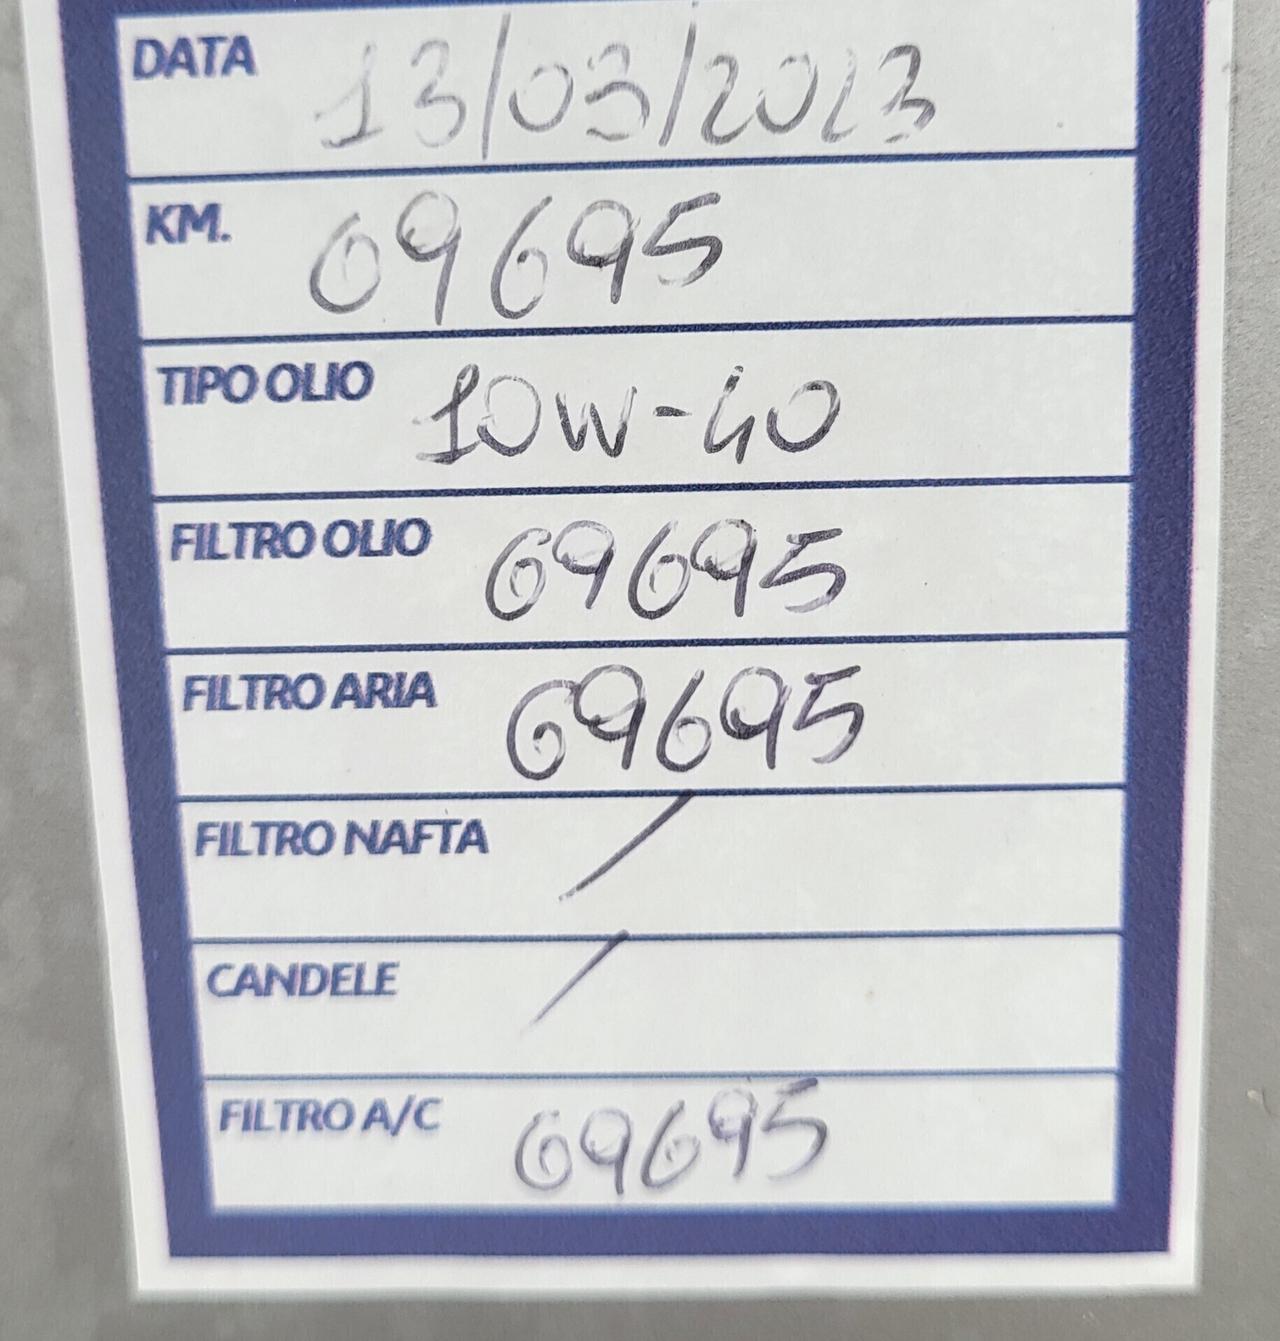 DATA 13/03/2023
KM. 69695
TIPO OLIO 10W-40
FILTRO OLIO 69695
FILTRO ARIA 69695
FILTRO NAFTA /
CANDELE /
FILTRO A/C 69695